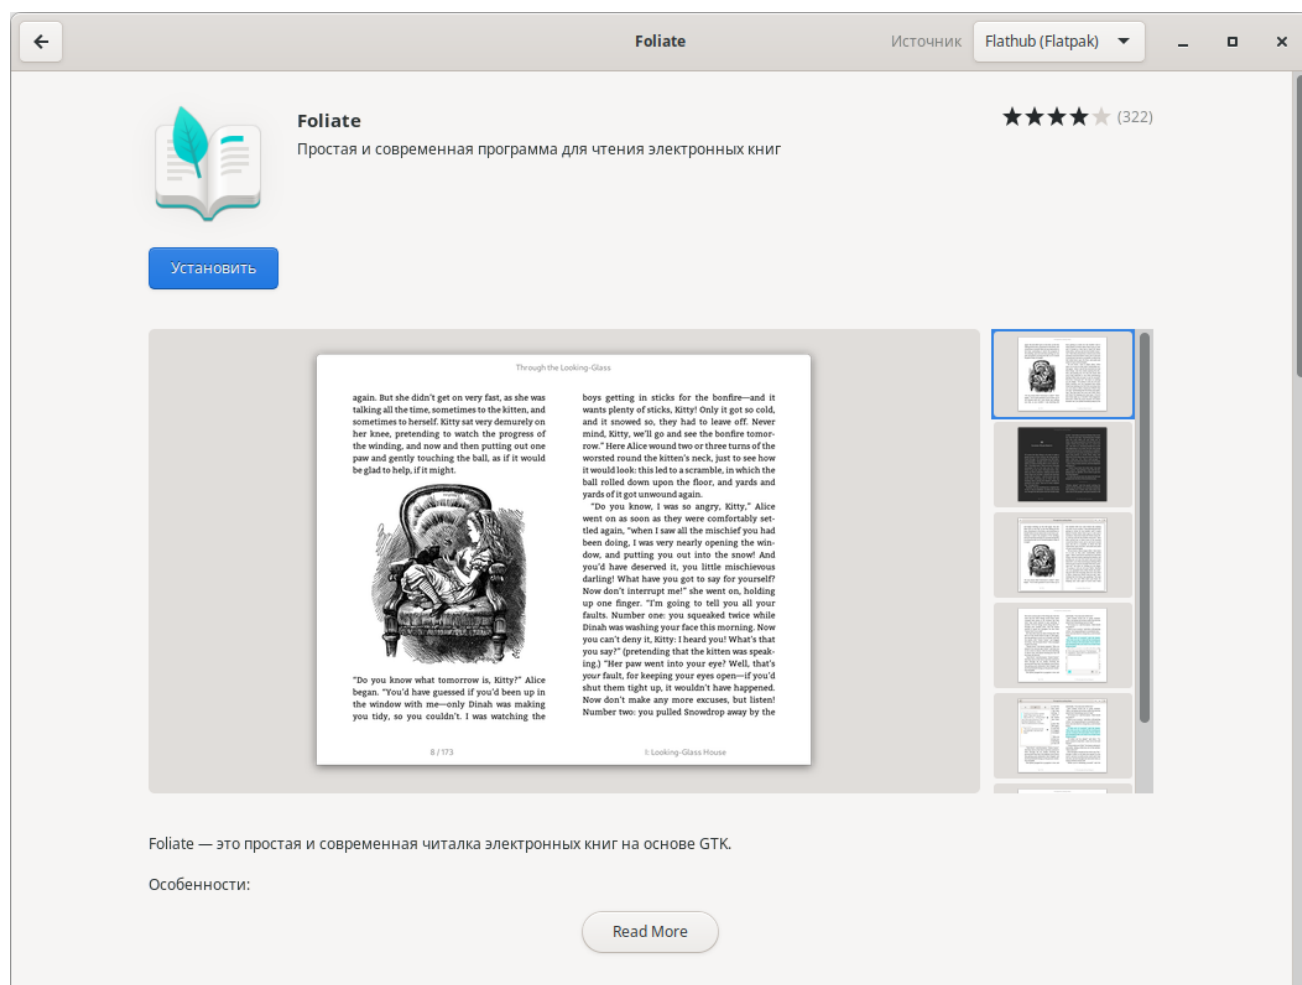 Foliate
Источник
Flathub (Flatpak)
Foliate
Простая и современная программа для чтения электронных книг
(322)
Установить
Through the Looking-Glass
again. But she didn't get on very fast, as she was
talking all the time, sometimes to the kitten, and
sometimes to herself. Kitty sat very demurely on
her knee, pretending to watch the progress of
the winding, and now and then putting out one
paw and gently touching the ball, as if it would
be glad to help, if it might.
“Do you know what tomorrow is, Kitty?” Alice
began. “You'd have guessed if you'd been up in
the window with me—only Dinah was making
you tidy, so you couldn't. I was watching the
boys getting in sticks for the bonfire—and it
wants plenty of sticks, Kitty! Only it got so cold,
and it snowed so, they had to leave off. Never
mind, Kitty, we'll go and see the bonfire tomor-
row.” Here Alice wound two or three turns of the
worsted round the kitten's neck, just to see how
it would look: this led to a scramble, in which the
ball rolled down upon the floor, and yards and
yards of it got unwound again.
“Do you know, I was so angry, Kitty,” Alice
went on as soon as they were comfortably set-
tled again, “when I saw all the mischief you had
been doing, I was very nearly opening the win-
dow, and putting you out into the snow! And
you'd have deserved it, you little mischievous
darling! What have you got to say for yourself?
Now don't interrupt me!” she went on, holding
up one finger. “I'm going to tell you all your
faults. Number one: you squeaked twice while
Dinah was washing your face this morning. Now
you can't deny it, Kitty: I heard you! What's that
you say?” (pretending that the kitten was speak-
ing.) “Her paw went into your eye? Well, that's
your fault, for keeping your eyes open—if you'd
shut them tight up, it wouldn't have happened.
Now don't make any more excuses, but listen!
Number two: you pulled Snowdrop away by the
8 / 173
I: Looking-Glass House
Foliate — это простая и современная читалка электронных книг на основе GTK.
Особенности:
Read More